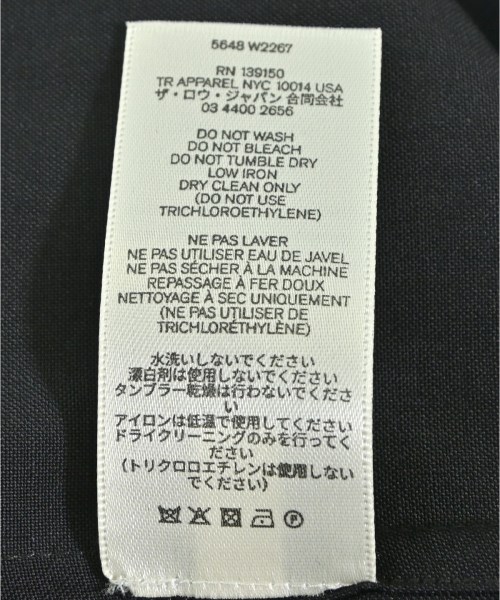 5648 W2267
RN 139150
TR APPAREL NYC 10014 USA
ザ・ロウ・ジャパン 合同会社
03 4400 2656
DO NOT WASH
DO NOT BLEACH
DO NOT TUMBLE DRY
LOW IRON
DRY CLEAN ONLY
(DO NOT USE
TRICHLOROETHYLENE)
NE PAS LAVER
NE PAS UTILISER EAU DE JAVEL
NE PAS SÉCHER À LA MACHINE
REPASSAGE À FER DOUX
NETTOYAGE À SEC UNIQUEMENT
(NE PAS UTILISER DE
TRICHLORÉTHYLÈNE)
水洗いしないでください
漂白剤は使用しないでください
タンブラー乾燥は行わないでくださ
い
アイロンは低温で使用してください
ドライクリーニングのみを行ってく
ださい
(トリクロロエチレンは使用しない
でください)
P